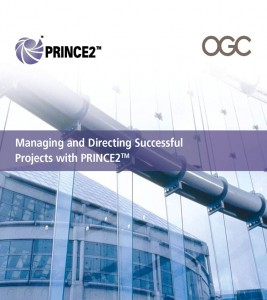 PRINCE2™
OGC
Managing and Directing Successful
Projects with PRINCE2™